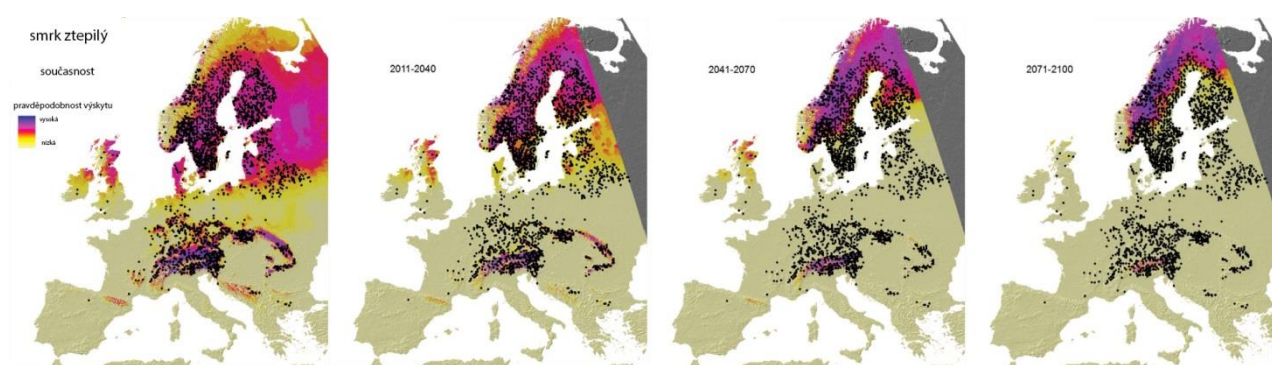 smrk ztepilý
současnost
pravděpodobnost výskytu
vysoká
nízká
2011-2040
2041-2070
2071-2100